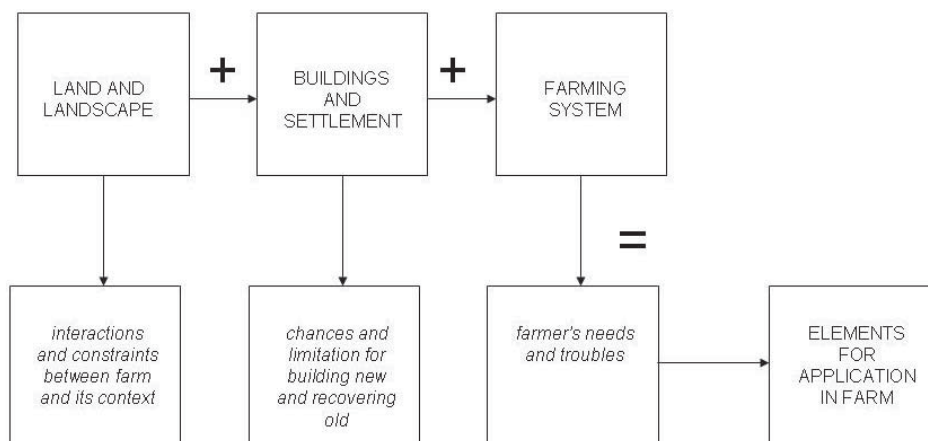 LAND AND
LANDSCAPE
+
BUILDINGS
AND
SETTLEMENT
+
FARMING
SYSTEM
=
interactions
and constraints
between farm
and its context
chances and
limitation for
building new
and recovering
old
farmer's needs
and troubles
ELEMENTS
FOR
APPLICATION
IN FARM